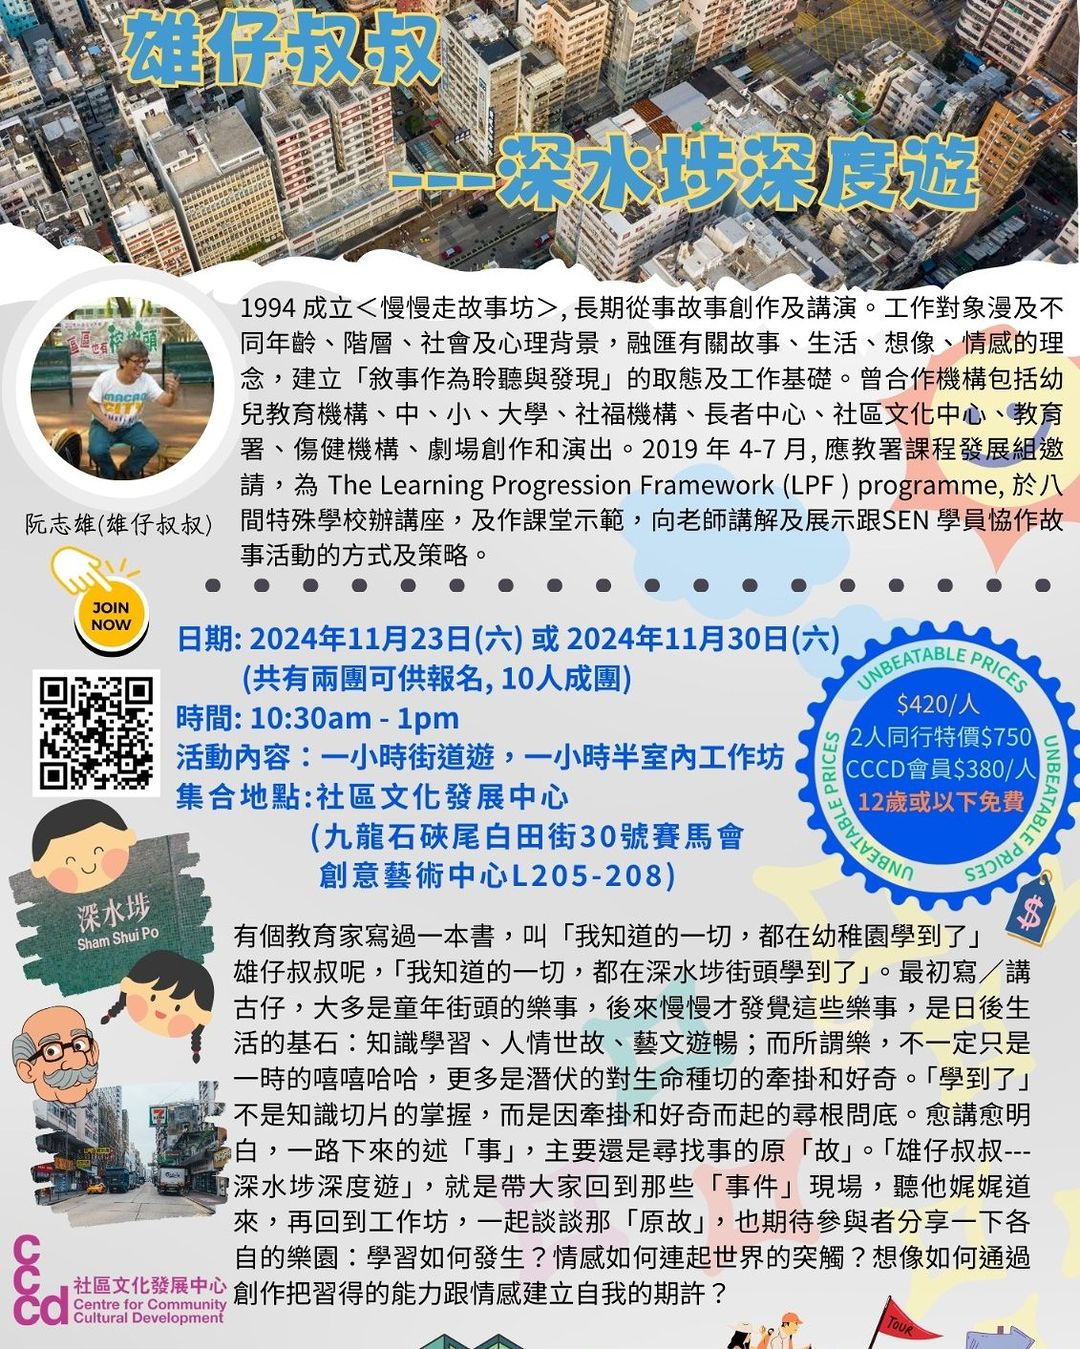 雄仔叔叔
---深水埗深度遊
1994 成立＜慢慢走故事坊＞, 長期從事故事創作及講演。工作對象漫及不
同年齡、階層、社會及心理背景，融匯有關故事、生活、想像、情感的理
念，建立「敘事作為聆聽與發現」的取態及工作基礎。曾合作機構包括幼
兒教育機構、中、小、大學、社福機構、長者中心、社區文化中心、教育
署、傷健機構、劇場創作和演出。2019 年 4-7 月, 應教署課程發展組邀
請，為 The Learning Progression Framework (LPF ) programme, 於八
間特殊學校辦講座，及作課堂示範，向老師講解及展示跟SEN 學員恊作故
事活動的方式及策略。
MACAO
CITY
阮志雄(雄仔叔叔)
JOIN
NOW
日期: 2024年11月23日(六) 或 2024年11月30日(六)
(共有兩團可供報名, 10人成團)
時間: 10:30am - 1pm
活動內容：一小時街道遊，一小時半室內工作坊
集合地點:社區文化發展中心
(九龍石硤尾白田街30號賽馬會
創意藝術中心L205-208)
UNBEATABLE PRICES
UNBEATABLE PRICES
UNBEATABLE PRICES
UNBEATABLE PRICES
$420/人
2人同行特價$750
CCCD會員$380/人
12歲或以下免費
$
深水埗
Sham Shui Po
有個教育家寫過一本書，叫「我知道的一切，都在幼稚園學到了」
雄仔叔叔呢，「我知道的一切，都在深水埗街頭學到了」。最初寫／講
古仔，大多是童年街頭的樂事，後來慢慢才發覺這些樂事，是日後生
活的基石：知識學習、人情世故、藝文遊暢；而所謂樂，不一定只是
一時的嘻嘻哈哈，更多是潛伏的對生命種切的牽掛和好奇。「學到了」
不是知識切片的掌握，而是因牽掛和好奇而起的尋根問底。愈講愈明
白，一路下來的述「事」，主要還是尋找事的原「故」。「雄仔叔叔---
深水埗深度遊」，就是帶大家回到那些「事件」現場，聽他娓娓道
來，再回到工作坊，一起談談那「原故」，也期待參與者分享一下各
自的樂園：學習如何發生？情感如何連起世界的突觸？想像如何通過
創作把習得的能力跟情感建立自我的期許？
7
cccd
社區文化發展中心
Centre for Community
Cultural Development
TOUR